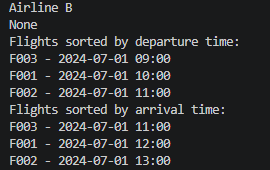 Airline B
None
Flights sorted by departure time:
F003 - 2024-07-01 09:00
F001 - 2024-07-01 10:00
F002 - 2024-07-01 11:00
Flights sorted by arrival time:
F003 - 2024-07-01 11:00
F001 - 2024-07-01 12:00
F002 - 2024-07-01 13:00